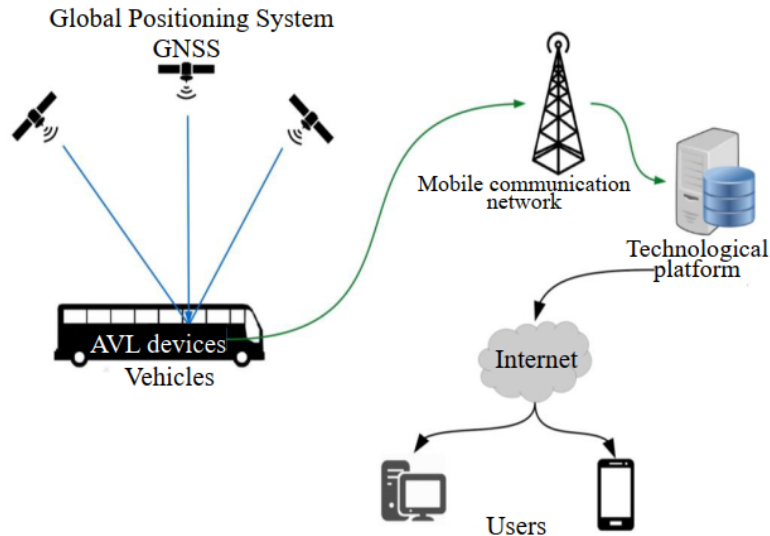 Global Positioning System
GNSS
Mobile communication
network
Technological
platform
AVL devices
Vehicles
Internet
Users